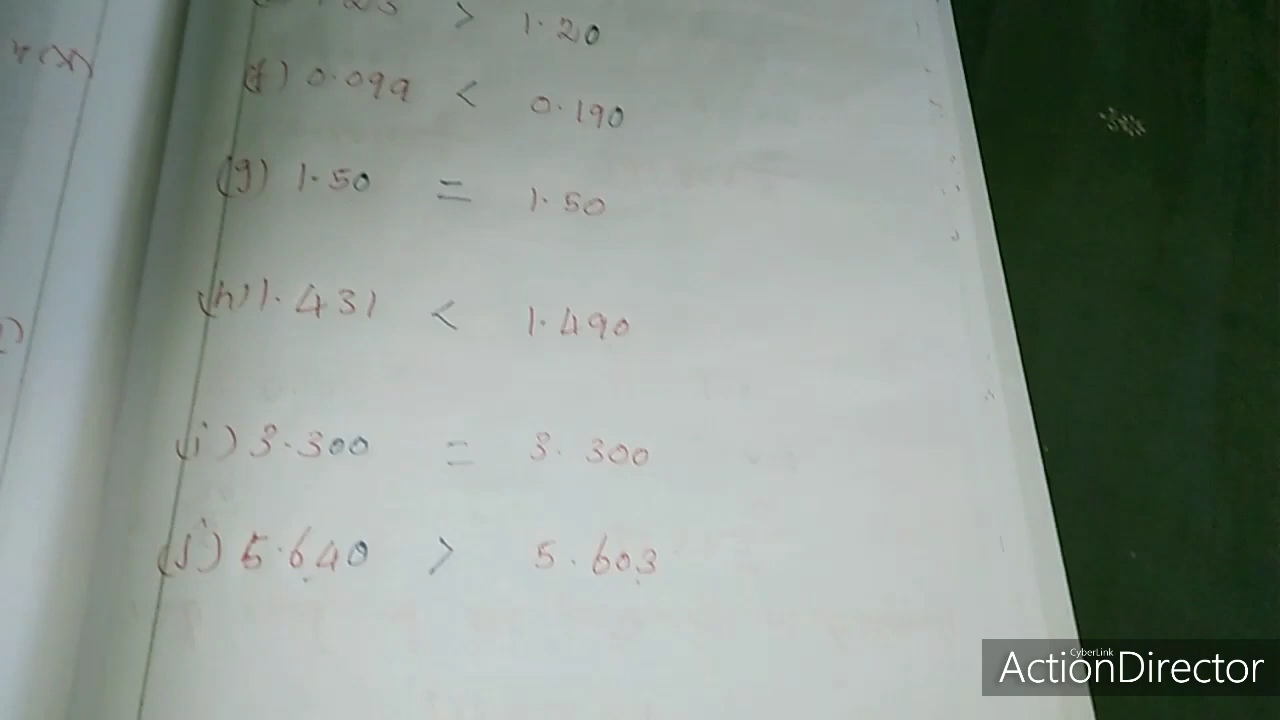 > 1.20
(f) 0.099 < 0.190
(g) 1.50 = 1.50
(h) 1.431 < 1.490
(i) 3.300 = 3.300
(j) 5.640 > 5.603
CyberLink
ActionDirector